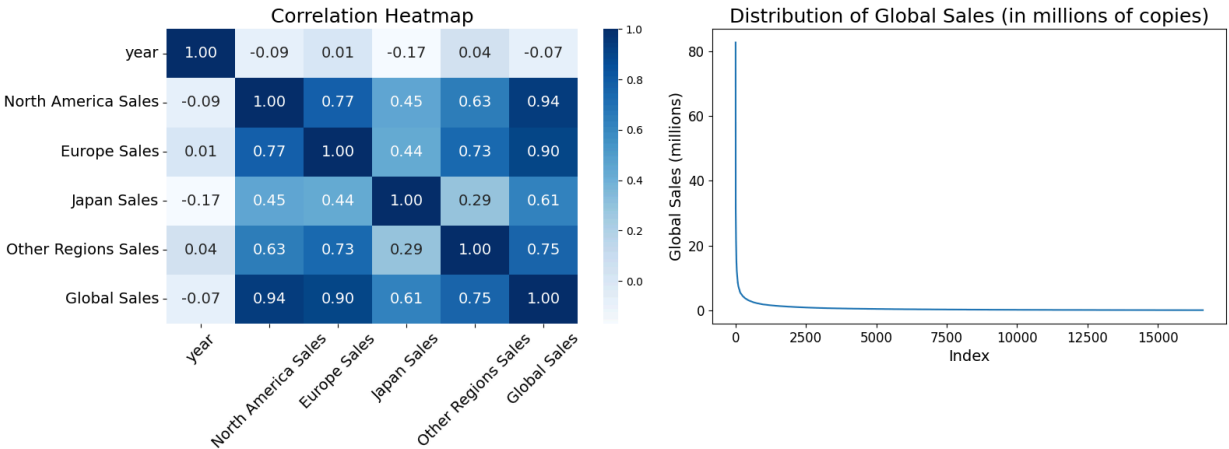 Correlation Heatmap
year
1.00 -0.09 0.01 -0.17 0.04 -0.07
North America Sales
-0.09 1.00 0.77 0.45 0.63 0.94
Europe Sales
0.01 0.77 1.00 0.44 0.73 0.90
Japan Sales
-0.17 0.45 0.44 1.00 0.29 0.61
Other Regions Sales
0.04 0.63 0.73 0.29 1.00 0.75
Global Sales
-0.07 0.94 0.90 0.61 0.75 1.00
year
North America Sales
Europe Sales
Japan Sales
Other Regions Sales
Global Sales
1.0
0.8
0.6
0.4
0.2
0.0
Distribution of Global Sales (in millions of copies)
Global Sales (millions)
80
60
40
20
0
0 2500 5000 7500 10000 12500 15000
Index